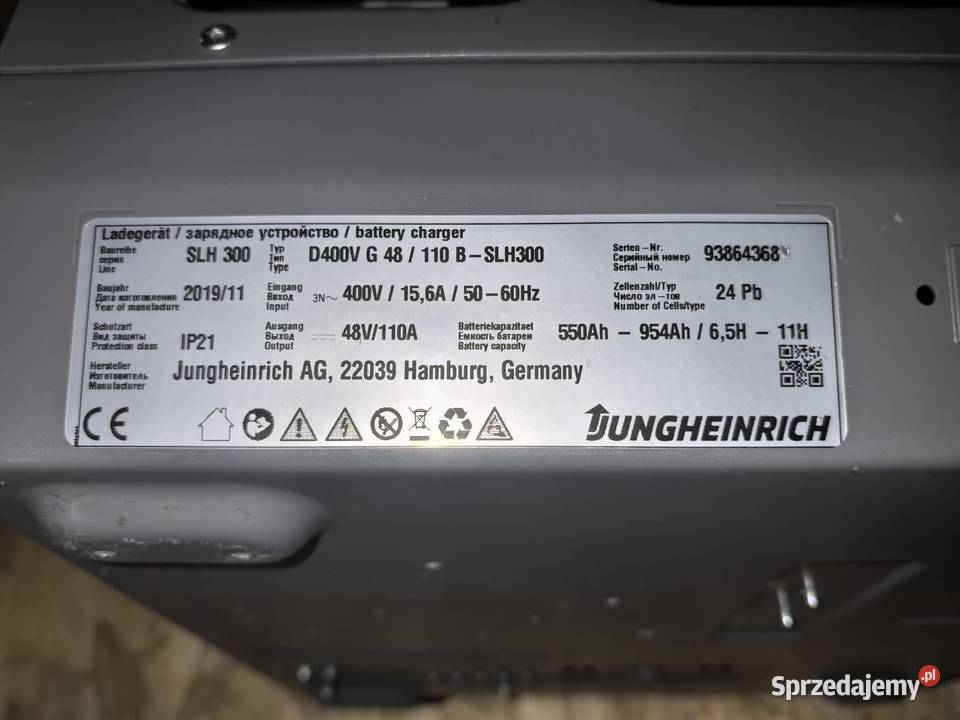 Ladegerät / зарядное устройство / battery charger
Baureihe
серия
Line
SLH 300
Typ
Тип
Type
D400V G 48 / 110 B-SLH300
Serien-Nr.
Серийный номер
Serial-No.
93864368
Baujahr
Дата изготовления
Year of manufacture
2019/11
Eingang
Вход
Input
3N~ 400V / 15,6A / 50-60Hz
Zellenzahl/Typ
Число эл-тов
Number of Cells/type
24 Pb
Schutzart
Вид защиты
Protection class
IP21
Ausgang
Выход
Output
48V/110A
Batteriekapazitaet
Емкость батареи
Battery capacity
550Ah - 954Ah / 6,5H - 11H
Hersteller
Изготовитель
Manufacturer
Jungheinrich AG, 22039 Hamburg, Germany
CE
JUNGHEINRICH
Sprzedajemy.pl